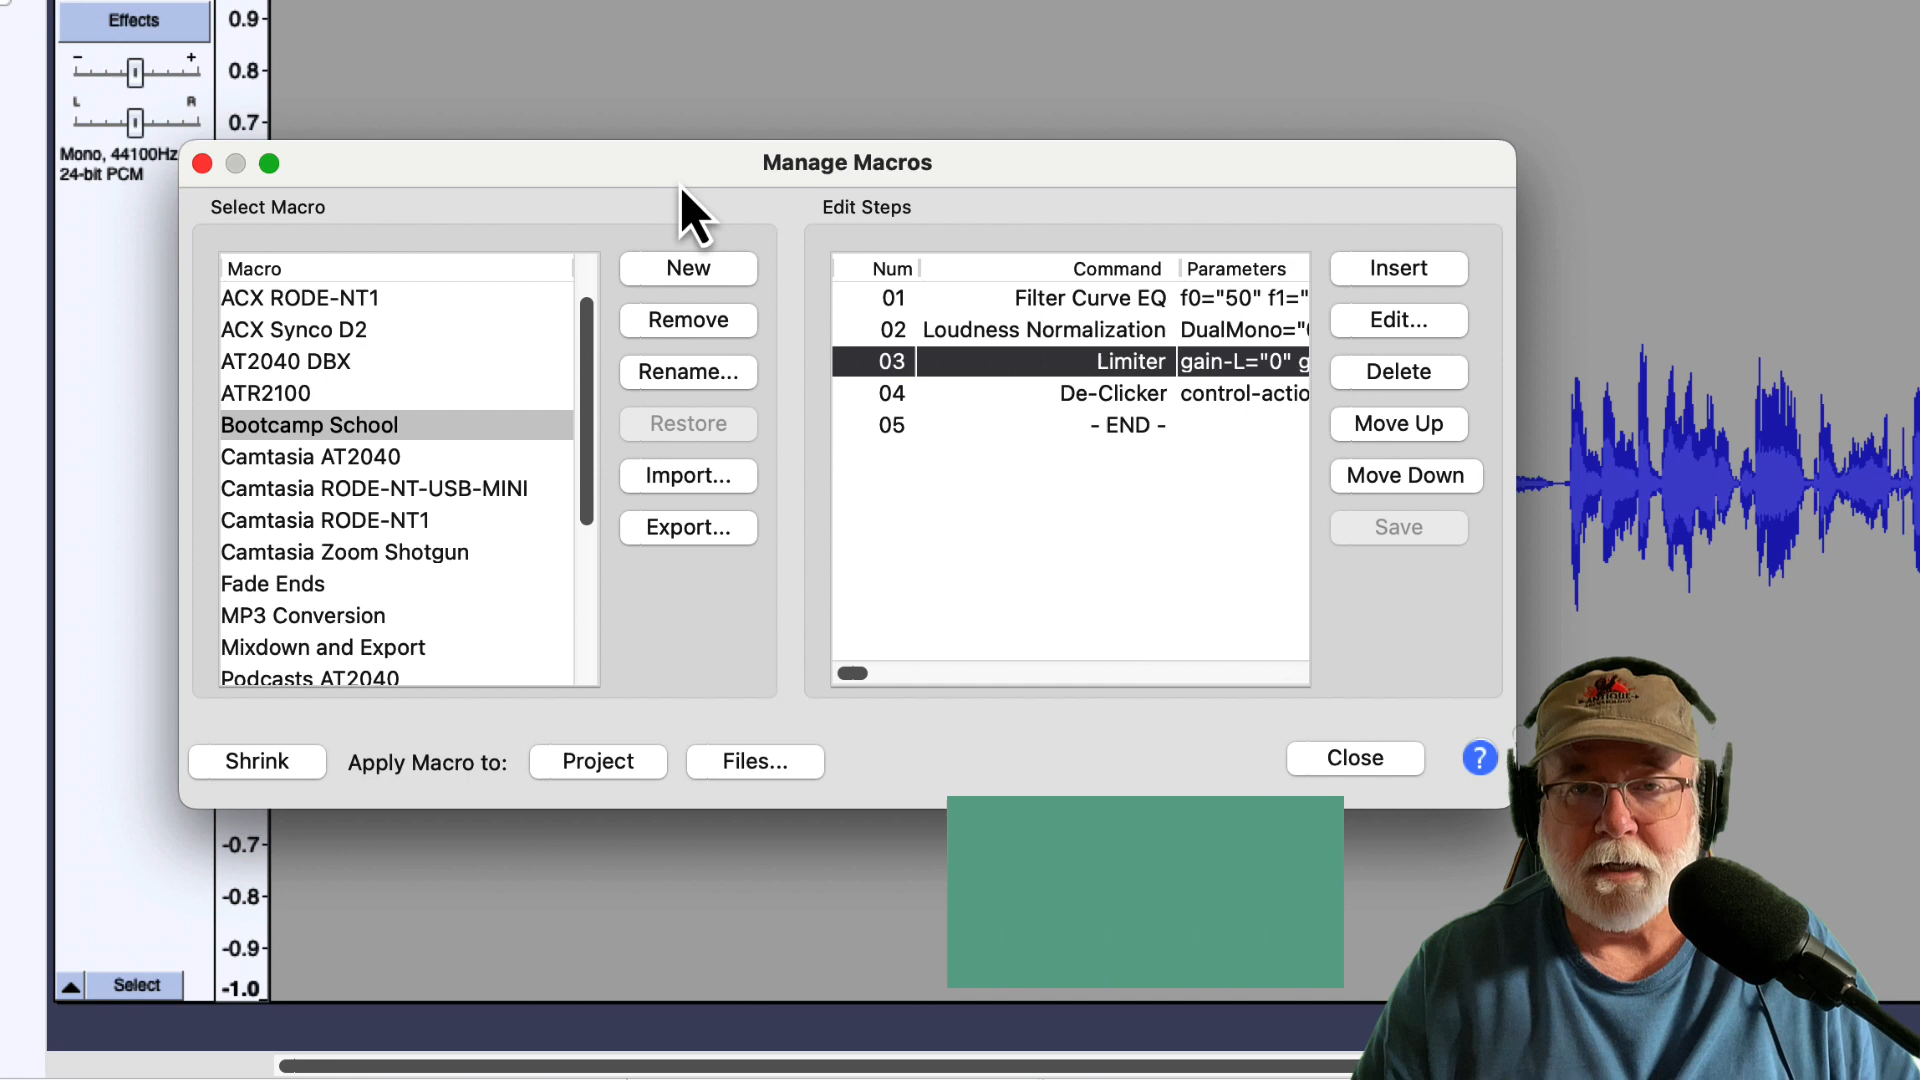 Effects
- +
L R
Mono, 44100Hz
24-bit PCM
0.9-
0.8-
0.7-
-0.7-
-0.8-
-0.9-
-1.0
Select
Manage Macros
Select Macro
Macro
ACX RODE-NT1
ACX Synco D2
AT2040 DBX
ATR2100
Bootcamp School
Camtasia AT2040
Camtasia RODE-NT-USB-MINI
Camtasia RODE-NT1
Camtasia Zoom Shotgun
Fade Ends
MP3 Conversion
Mixdown and Export
Podcasts AT2040
New
Remove
Rename...
Restore
Import...
Export...
Edit Steps
Num Command Parameters
01 Filter Curve EQ f0="50" f1="
02 Loudness Normalization DualMono="
03 Limiter gain-L="0" g
04 De-Clicker control-actio
05 - END -
Insert
Edit...
Delete
Move Up
Move Down
Save
Shrink
Apply Macro to:
Project
Files...
Close
?
ANTIQUE